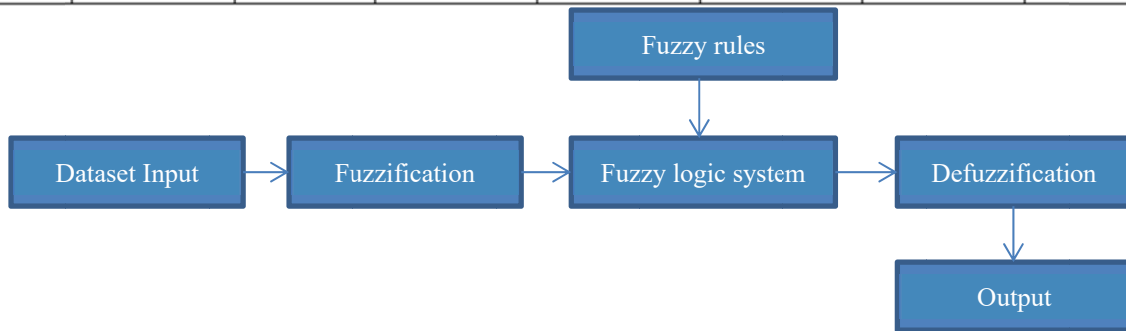 Fuzzy rules
Dataset Input
Fuzzification
Fuzzy logic system
Defuzzification
Output